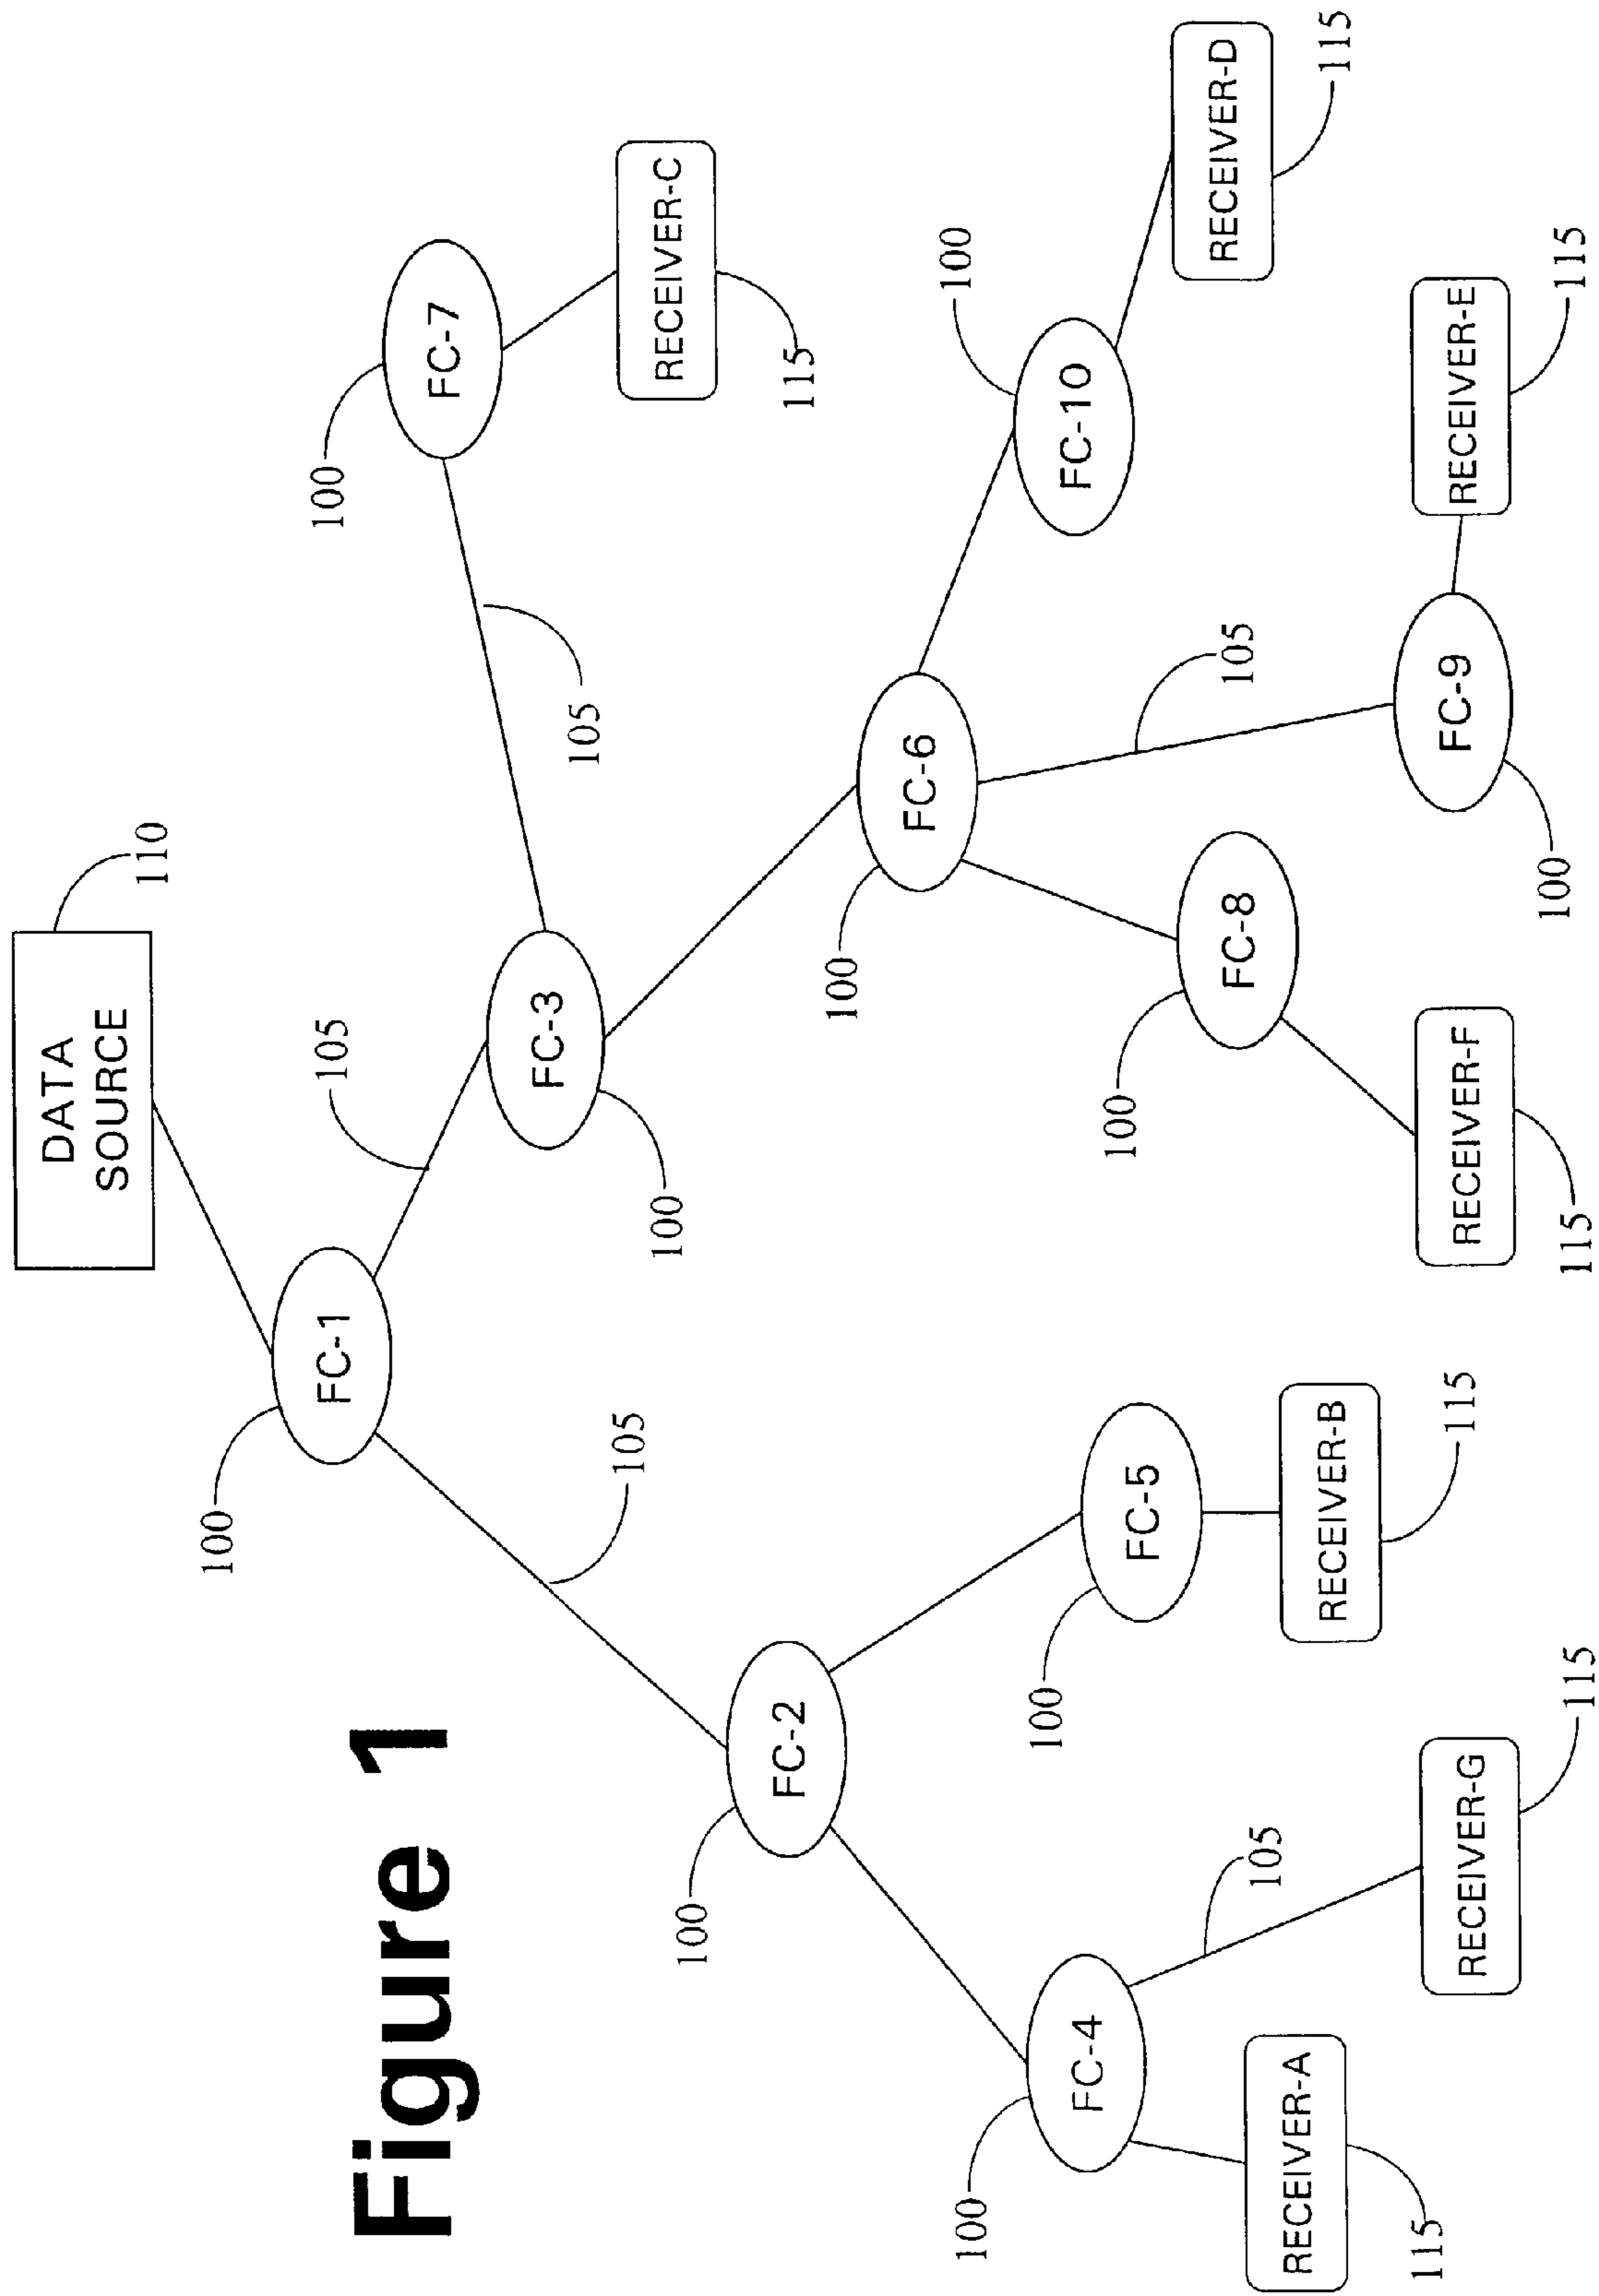 DATA
SOURCE
110
100
FC-1
105
100
Figure 1
FC-7
FC-3
105
105
100
RECEIVER-C
100
FC-2
115
100
FC-6
100
100
100
FC-4
FC-10
100
FC-5
RECEIVER-D
105
FC-8
105
RECEIVER-A
RECEIVER-B
115
115
115
FC-9
RECEIVER-G
RECEIVER-F
RECEIVER-E
100
115
115
115